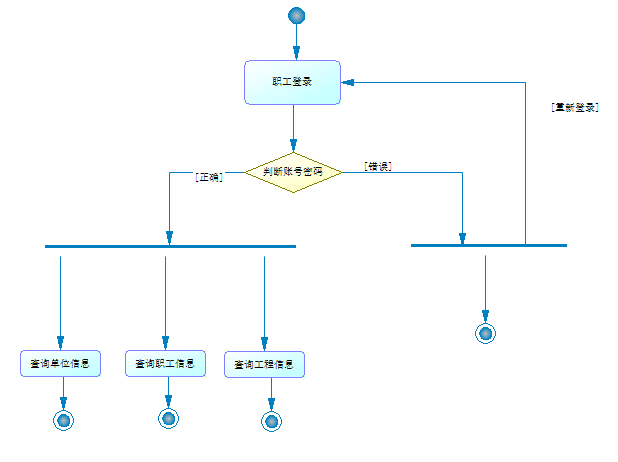 职工登录
[重新登录]
判断账号密码
[错误]
[正确]
查询单位信息
查询职工信息
查询工程信息